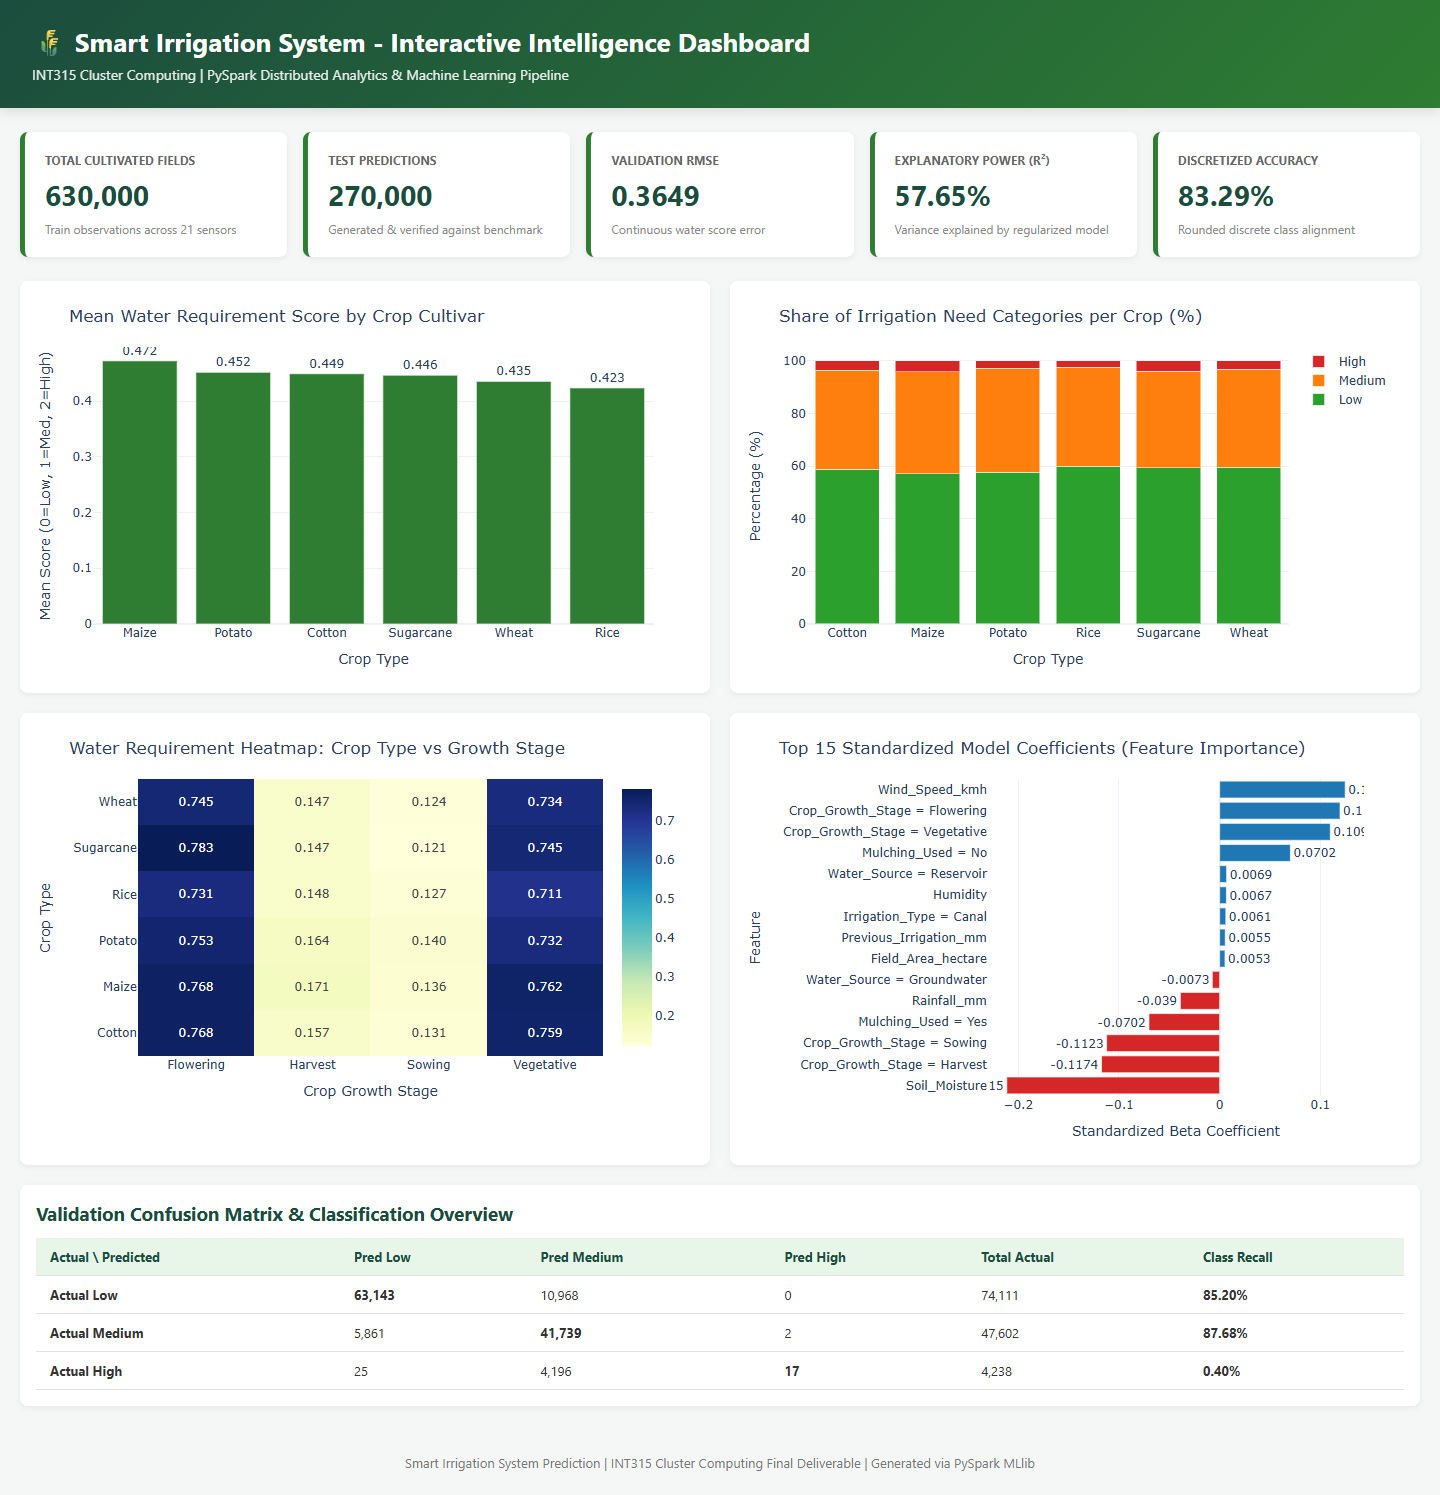 Smart Irrigation System - Interactive Intelligence Dashboard
INT315 Cluster Computing | PySpark Distributed Analytics & Machine Learning Pipeline
TOTAL CULTIVATED FIELDS
630,000
Train observations across 21 sensors
TEST PREDICTIONS
270,000
Generated & verified against benchmark
VALIDATION RMSE
0.3649
Continuous water score error
EXPLANATORY POWER (R²)
57.65%
Variance explained by regularized model
DISCRETIZED ACCURACY
83.29%
Rounded discrete class alignment
Mean Water Requirement Score by Crop Cultivar
Mean Score (0=Low, 1=Med, 2=High)
0.4
0.3
0.2
0.1
0
0.472
0.452
0.449
0.446
0.435
0.423
Maize Potato Cotton Sugarcane Wheat Rice
Crop Type
Share of Irrigation Need Categories per Crop (%)
Percentage (%)
100
80
60
40
20
0
Cotton Maize Potato Rice Sugarcane Wheat
Crop Type
High
Medium
Low
Water Requirement Heatmap: Crop Type vs Growth Stage
Crop Type
Wheat 0.745 0.147 0.124 0.734
Sugarcane 0.783 0.147 0.121 0.745
Rice 0.731 0.148 0.127 0.711
Potato 0.753 0.164 0.140 0.732
Maize 0.768 0.171 0.136 0.762
Cotton 0.768 0.157 0.131 0.759
Flowering Harvest Sowing Vegetative
Crop Growth Stage
0.7
0.6
0.5
0.4
0.3
0.2
Top 15 Standardized Model Coefficients (Feature Importance)
Feature
Wind_Speed_kmh
Crop_Growth_Stage = Flowering
Crop_Growth_Stage = Vegetative
Mulching_Used = No 0.0702
Water_Source = Reservoir 0.0069
Humidity 0.0067
Irrigation_Type = Canal 0.0061
Previous_Irrigation_mm 0.0055
Field_Area_hectare 0.0053
Water_Source = Groundwater -0.0073
Rainfall_mm -0.039
Mulching_Used = Yes -0.0702
Crop_Growth_Stage = Sowing -0.1123
Crop_Growth_Stage = Harvest -0.1174
Soil_Moisture
−0.2 −0.1 0 0.1
Standardized Beta Coefficient
Validation Confusion Matrix & Classification Overview
Actual \ Predicted Pred Low Pred Medium Pred High Total Actual Class Recall
Actual Low 63,143 10,968 0 74,111 85.20%
Actual Medium 5,861 41,739 2 47,602 87.68%
Actual High 25 4,196 17 4,238 0.40%
Smart Irrigation System Prediction | INT315 Cluster Computing Final Deliverable | Generated via PySpark MLlib